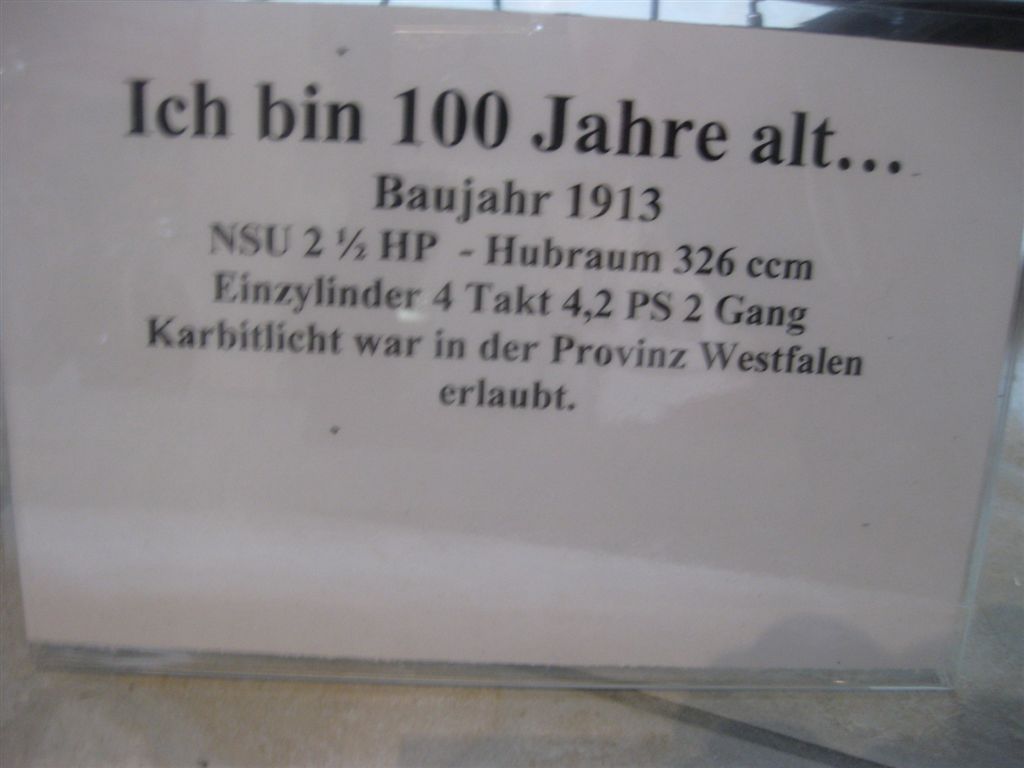 Ich bin 100 Jahre alt...
Baujahr 1913
NSU 2 ½ HP - Hubraum 326 ccm
Einzylinder 4 Takt 4,2 PS 2 Gang
Karbitlicht war in der Provinz Westfalen
erlaubt.